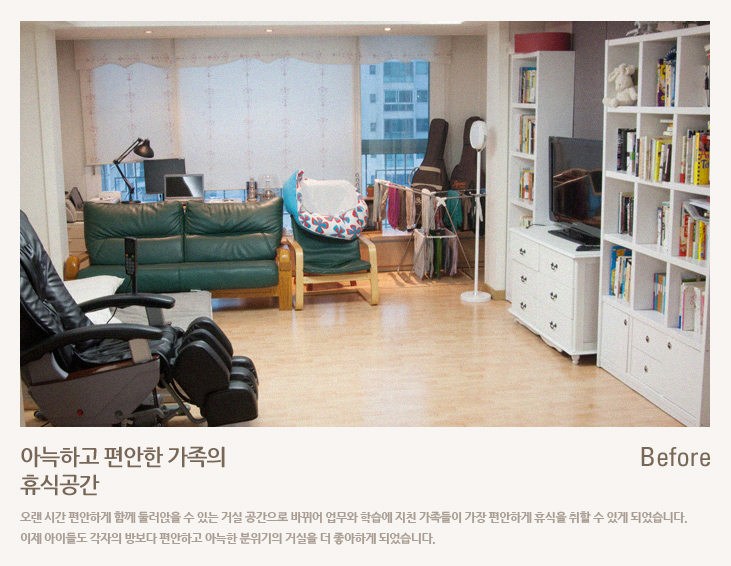 아늑하고 편안한 가족의
휴식공간
Before
오랜 시간 편안하게 함께 둘러앉을 수 있는 거실 공간으로 바뀌어 업무와 학습에 지친 가족들이 가장 편안하게 휴식을 취할 수 있게 되었습니다.
이제 아이들도 각자의 방보다 편안하고 아늑한 분위기의 거실을 더 좋아하게 되었습니다.